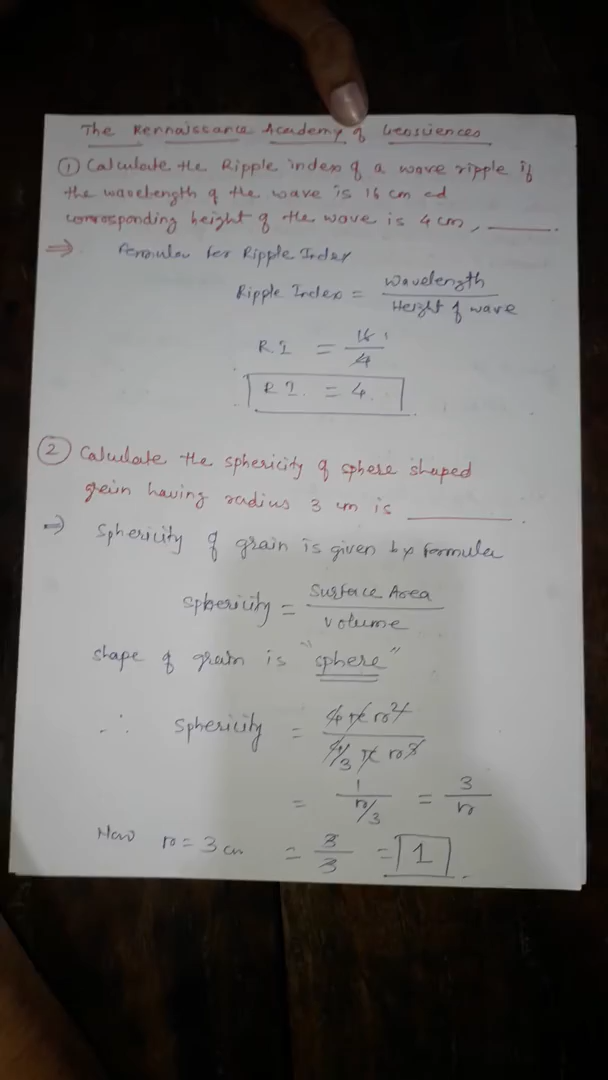 The Rennaissance Academy of Geosciences
① Calculate the Ripple index of a wave ripple if
the wavelength of the wave is 16 cm ed
corresponding height of the wave is 4 cm, ______.
⇒ Formula for Ripple Index
Ripple Index = Wavelength / Height of wave
R.I = 16 / 4
R I. = 4.
② Calculate the sphericity of sphere shaped
grain having radius 3 cm is ______.
⇒ Sphericity of grain is given by formula
sphericity = Surface Area / volume
shape of grain is "sphere"
∴ Sphericity = 4 π r² / 4/3 π r³
= 1 / r/3 = 3 / r
Now r = 3 cm = 3 / 3 = 1.